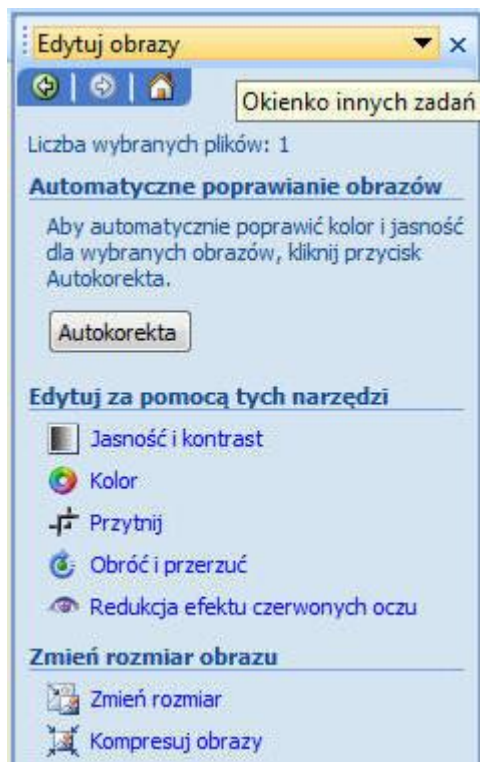 Edytuj obrazy
Okienko innych zadań
Liczba wybranych plików: 1
Automatyczne poprawianie obrazów
Aby automatycznie poprawić kolor i jasność
dla wybranych obrazów, kliknij przycisk
Autokorekta.
Autokorekta
Edytuj za pomocą tych narzędzi
Jasność i kontrast
Kolor
Przytnij
Obróć i przerzuć
Redukcja efektu czerwonych oczu
Zmień rozmiar obrazu
Zmień rozmiar
Kompresuj obrazy